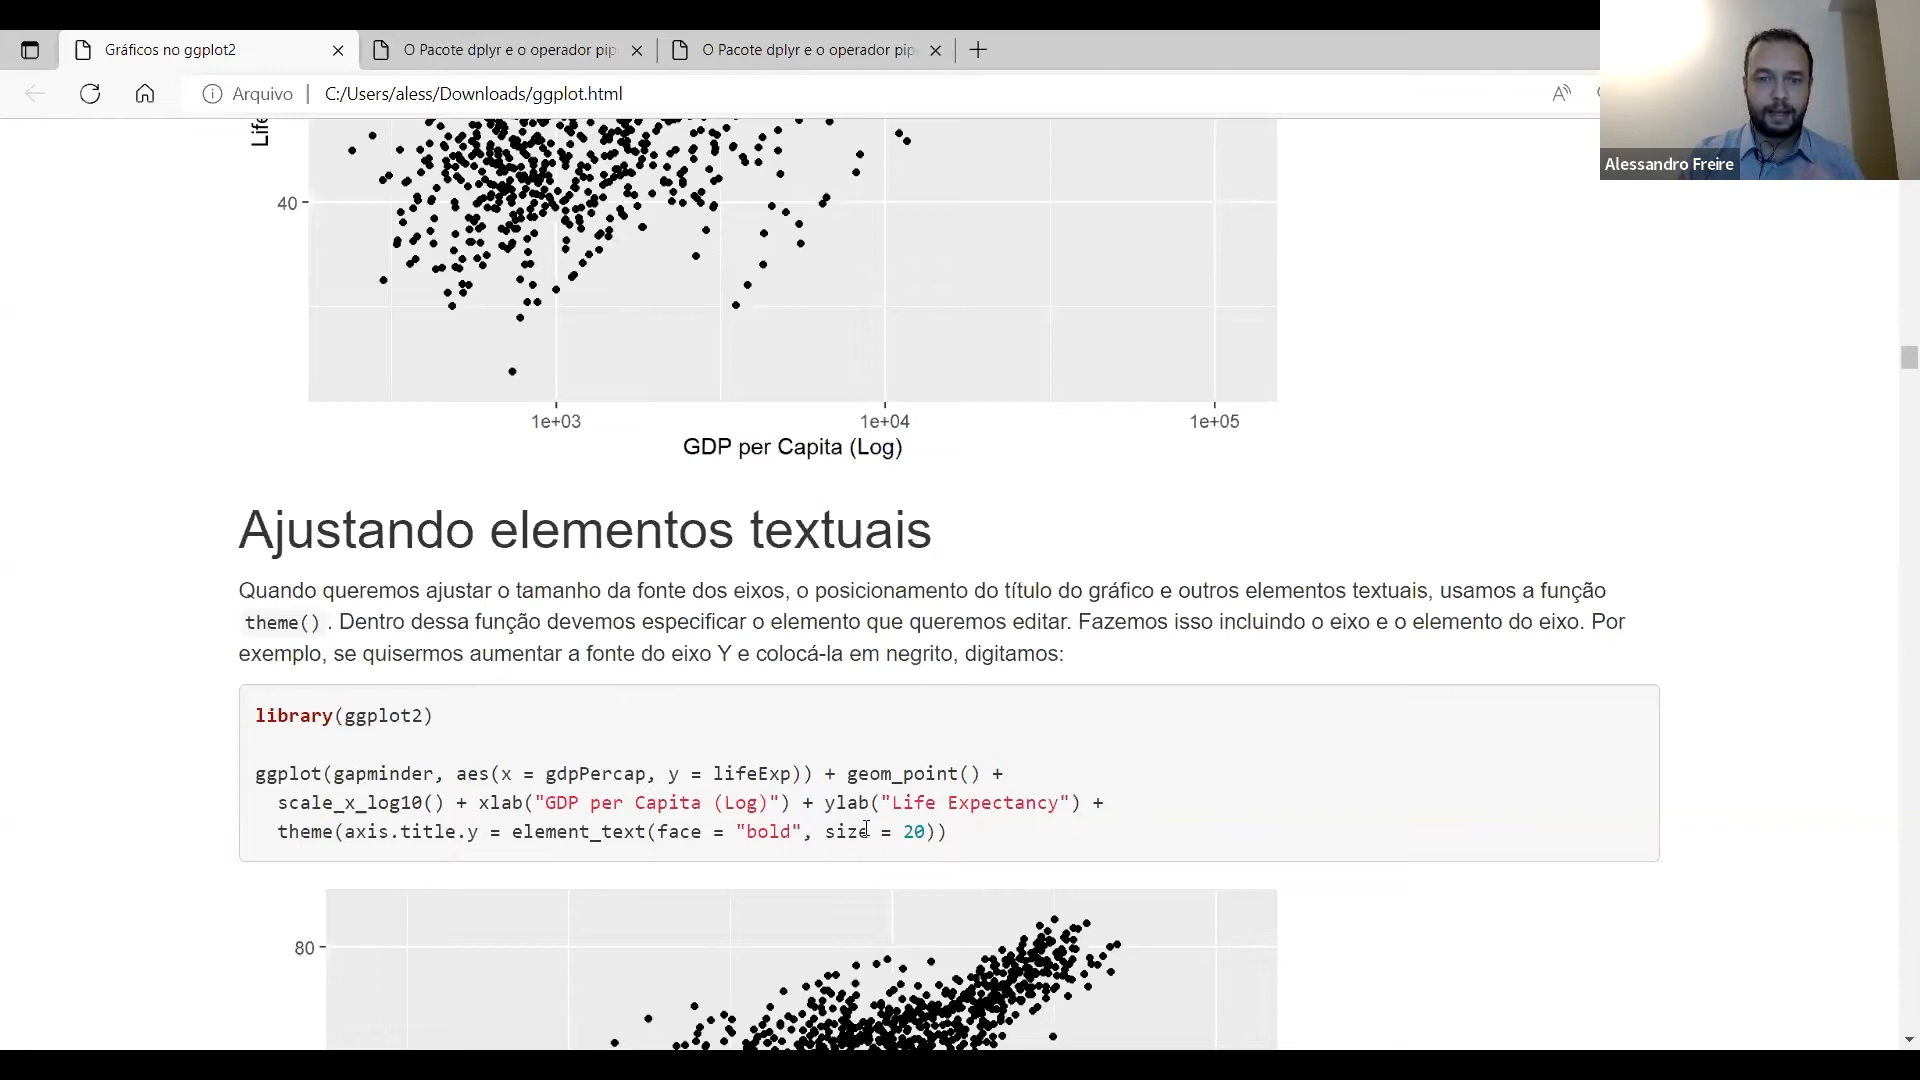 Gráficos no ggplot2
O Pacote dplyr e o operador pip
O Pacote dplyr e o operador pip
Arquivo
C:/Users/aless/Downloads/ggplot.html
Alessandro Freire
Life
40
1e+03
1e+04
1e+05
GDP per Capita (Log)
Ajustando elementos textuais
Quando queremos ajustar o tamanho da fonte dos eixos, o posicionamento do título do gráfico e outros elementos textuais, usamos a função
theme() . Dentro dessa função devemos especificar o elemento que queremos editar. Fazemos isso incluindo o eixo e o elemento do eixo. Por
exemplo, se quisermos aumentar a fonte do eixo Y e colocá-la em negrito, digitamos:
library(ggplot2)
ggplot(gapminder, aes(x = gdpPercap, y = lifeExp)) + geom_point() +
scale_x_log10() + xlab("GDP per Capita (Log)") + ylab("Life Expectancy") +
theme(axis.title.y = element_text(face = "bold", size = 20))
80